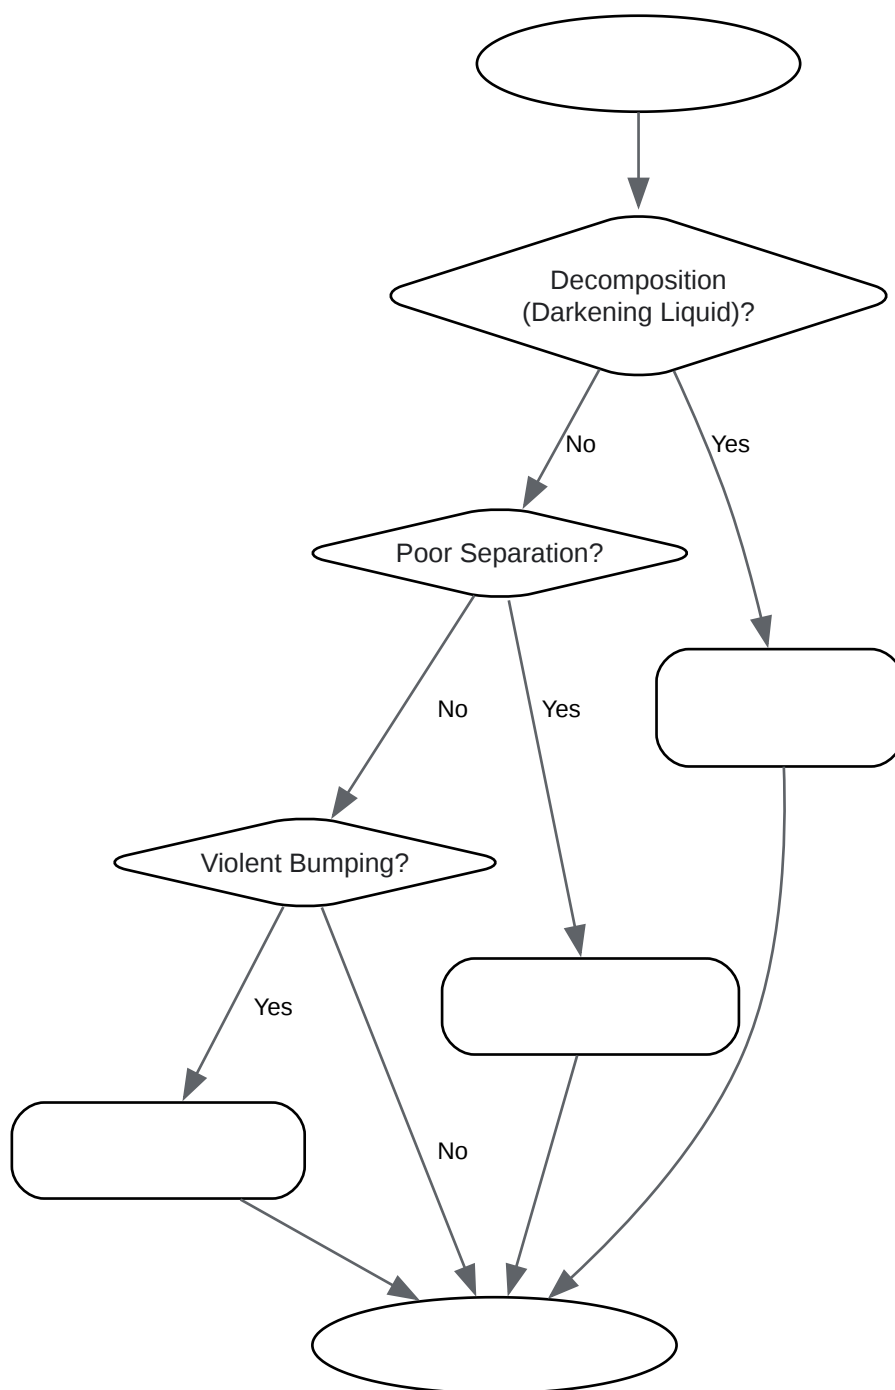 Decomposition
(Darkening Liquid)?
No
Yes
Poor Separation?
No
Yes
Violent Bumping?
Yes
No